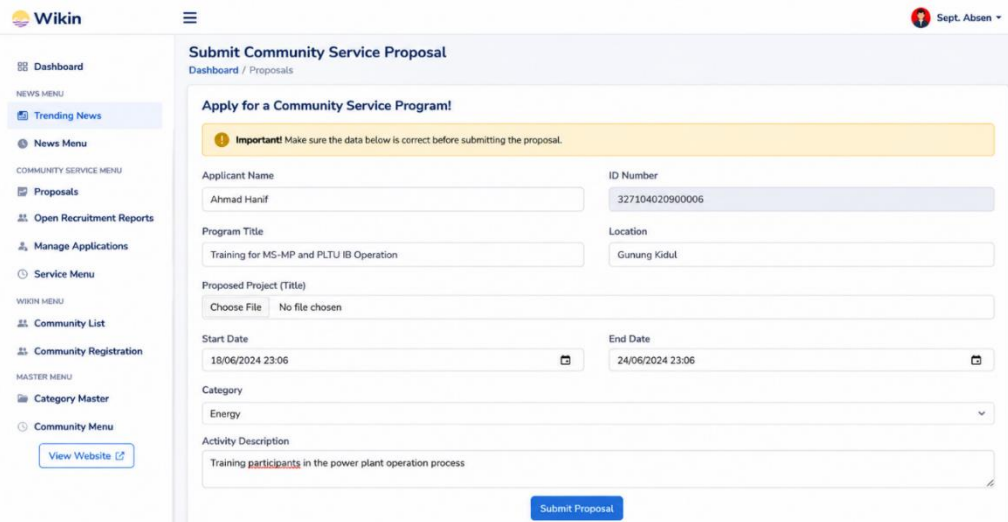 Wikin
Sept. Absen
Dashboard
NEWS MENU
Trending News
News Menu
COMMUNITY SERVICE MENU
Proposals
Open Recruitment Reports
Manage Applications
Service Menu
WIKIN MENU
Community List
Community Registration
MASTER MENU
Category Master
Community Menu
View Website
Submit Community Service Proposal
Dashboard / Proposals
Apply for a Community Service Program!
Important! Make sure the data below is correct before submitting the proposal.
Applicant Name
ID Number
Ahmad Hanif
327104020900006
Program Title
Location
Training for MS-MP and PLTU IB Operation
Gunung Kidul
Proposed Project (Title)
Choose File No file chosen
Start Date
End Date
18/06/2024 23:06
24/06/2024 23:06
Category
Energy
Activity Description
Training participants in the power plant operation process
Submit Proposal